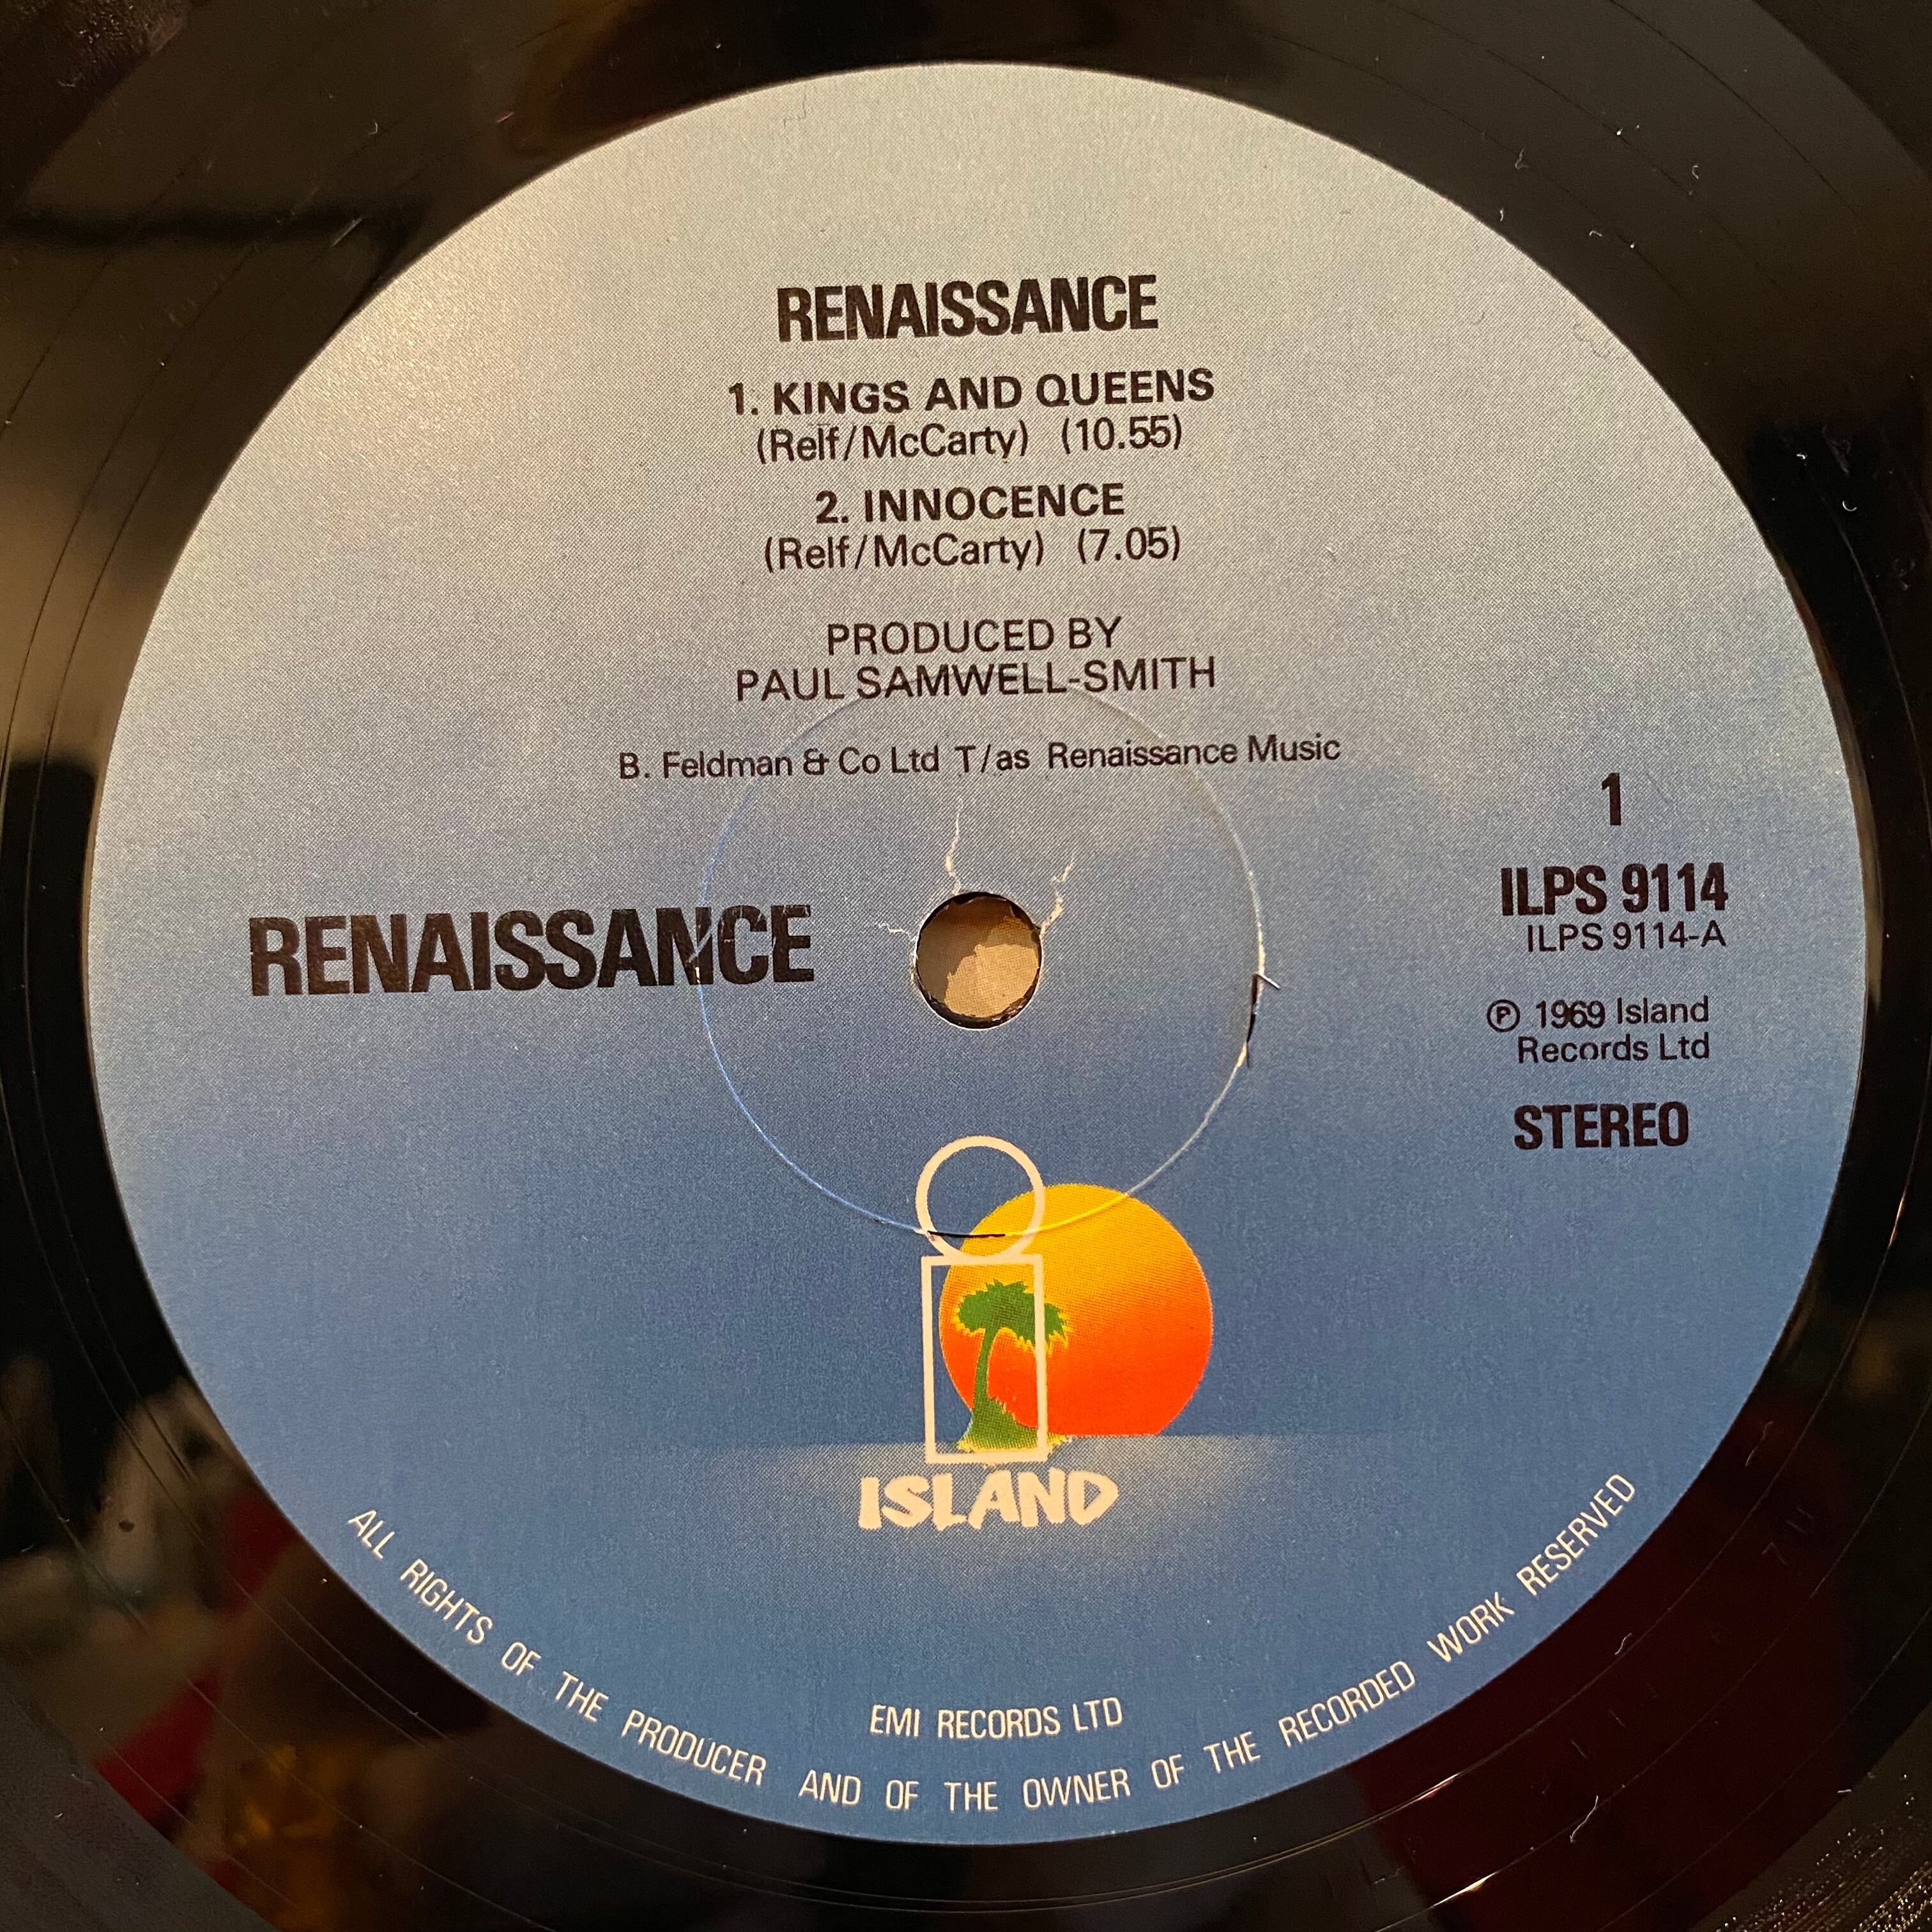 RENAISSANCE
1. KINGS AND QUEENS
(Relf/McCarty) (10.55)
2. INNOCENCE
(Relf/McCarty) (7.05)
PRODUCED BY
PAUL SAMWELL-SMITH
B. Feldman & Co Ltd T/as Renaissance Music
RENAISSANCE
1
ILPS 9114
ILPS 9114-A
℗ 1969 Island
Records Ltd
STEREO
ISLAND
EMI RECORDS LTD
ALL RIGHTS OF THE PRODUCER AND OF THE OWNER OF THE RECORDED WORK RESERVED